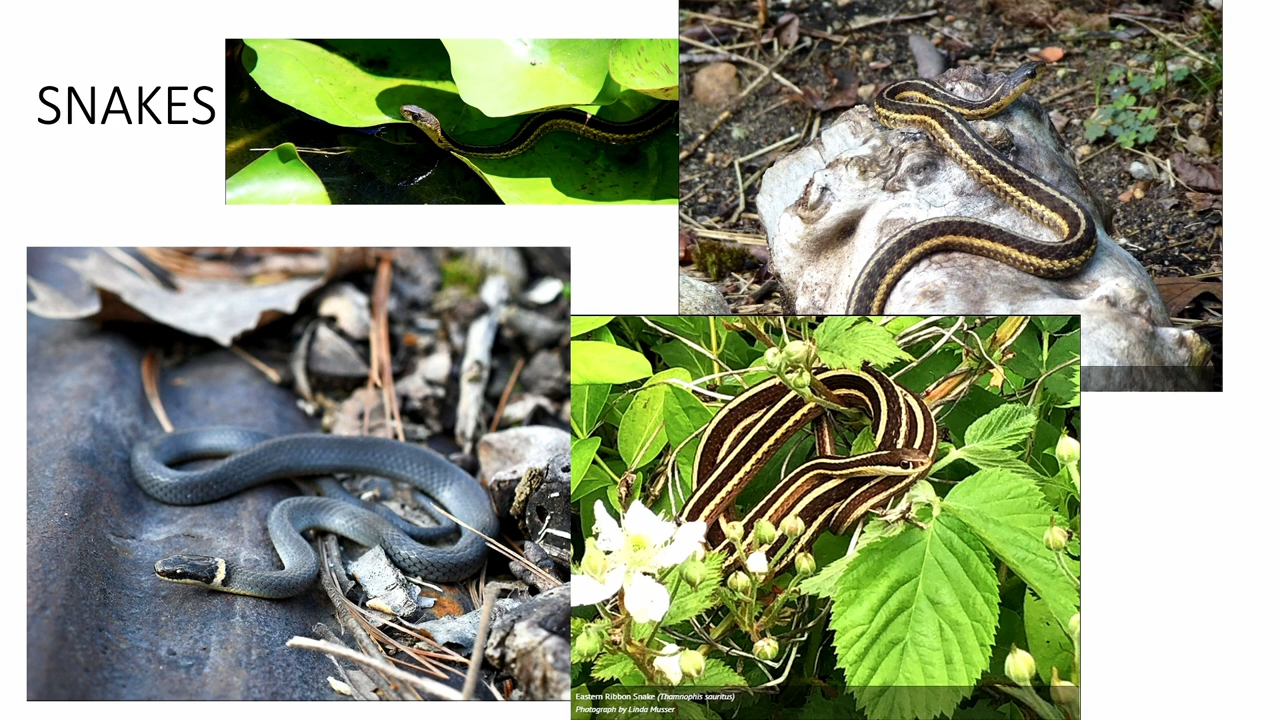 SNAKES
Eastern Ribbon Snake (Thamnophis sauritus)
Photograph by Linda Musser